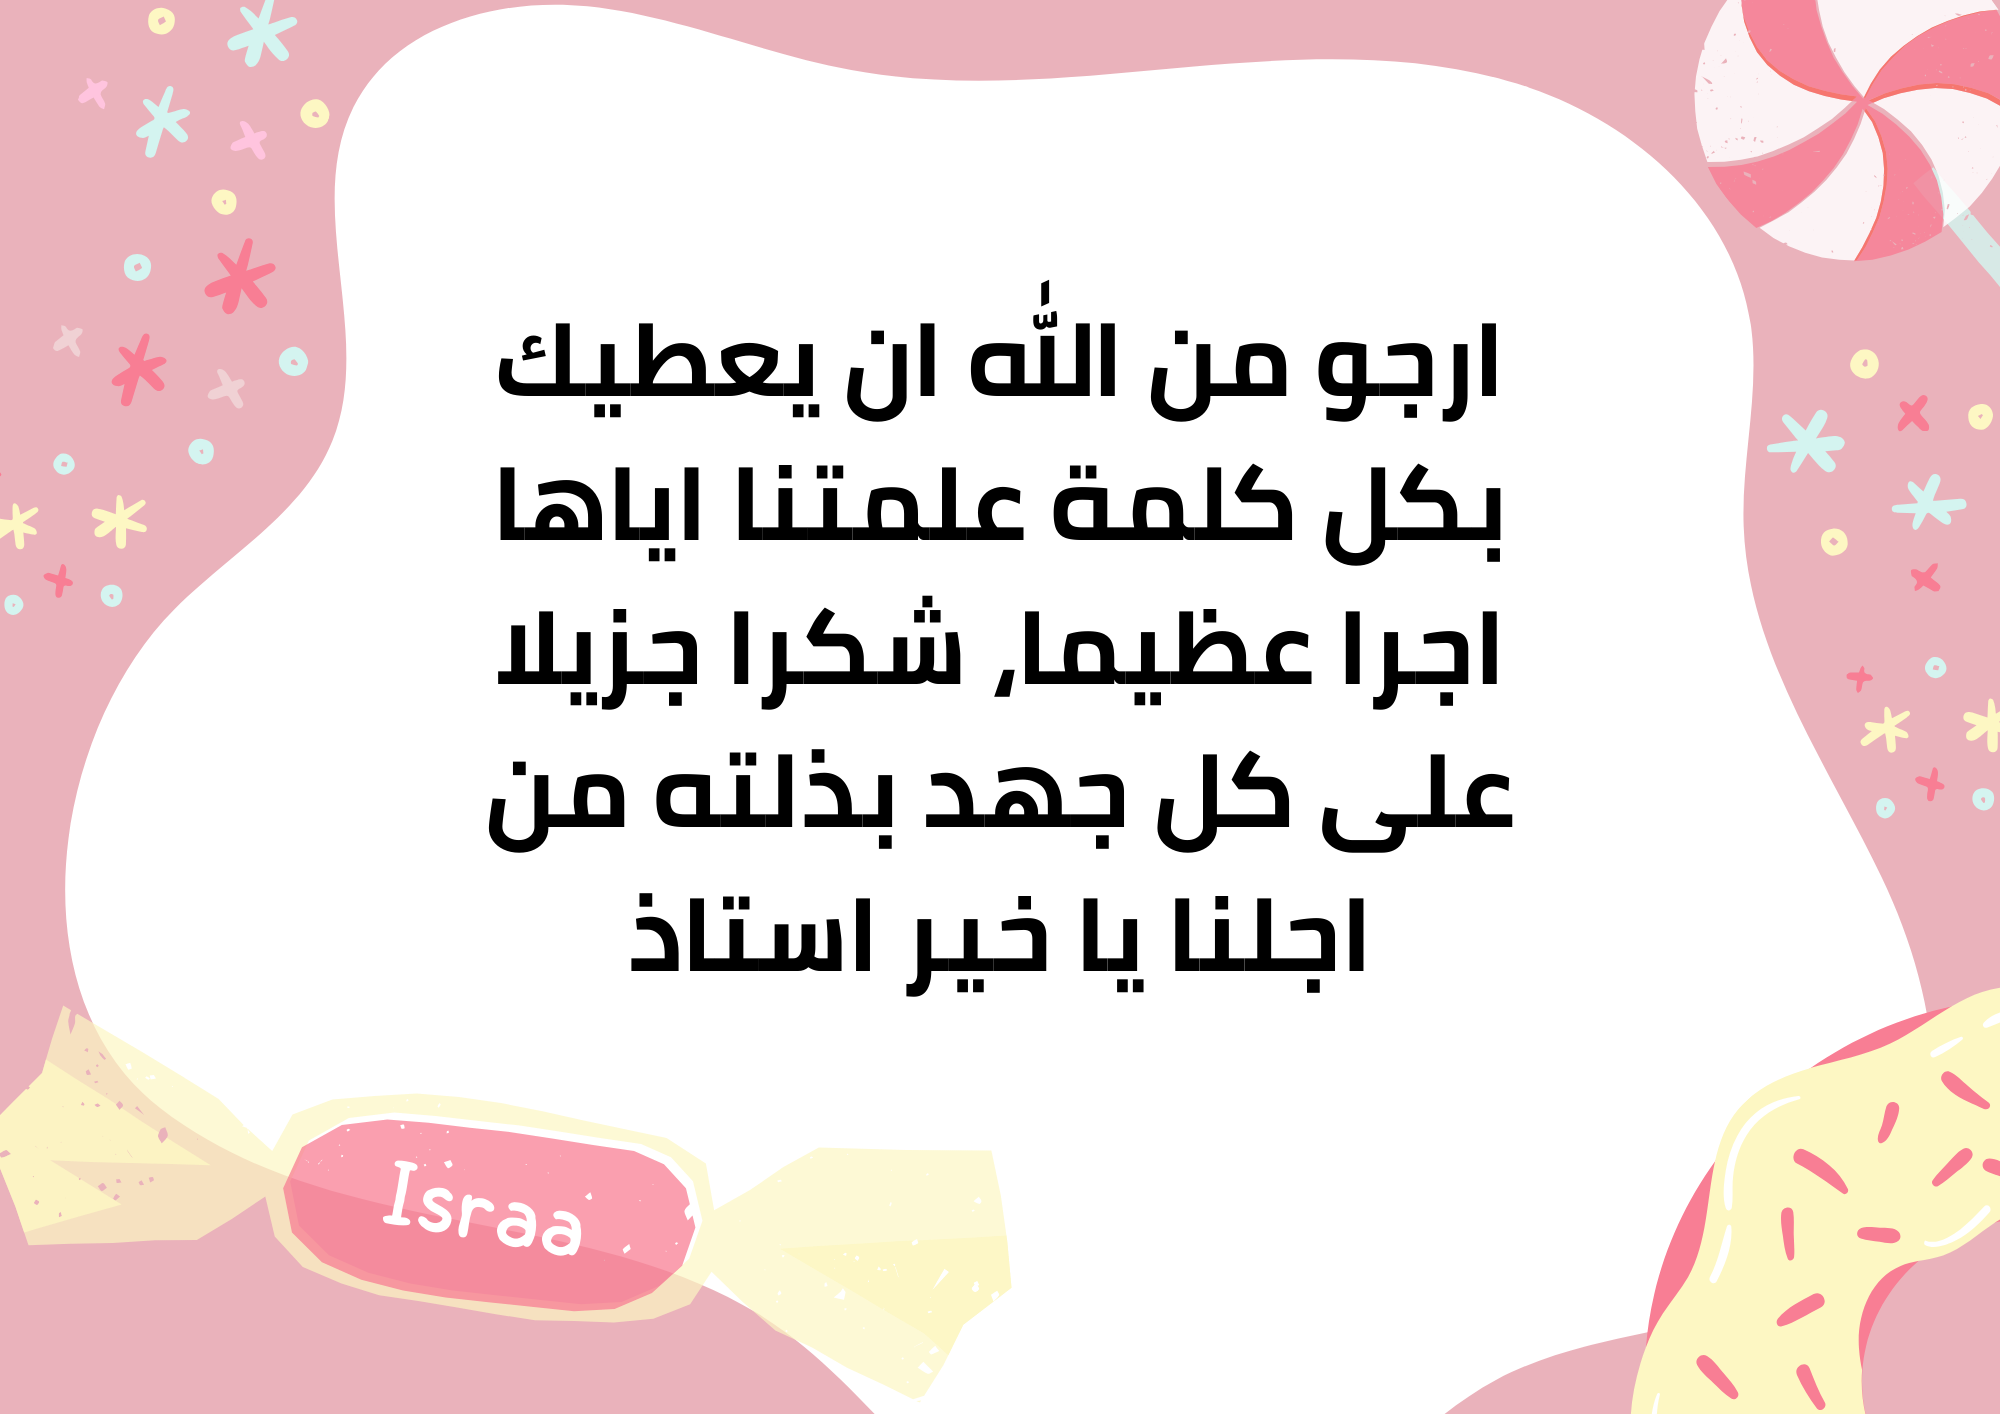 ارجو من الله ان يعطيك
بكل كلمة علمتنا اياها
اجرا عظيما، شكرا جزيلا
على كل جهد بذلته من
اجلنا يا خير استاذ
Israa